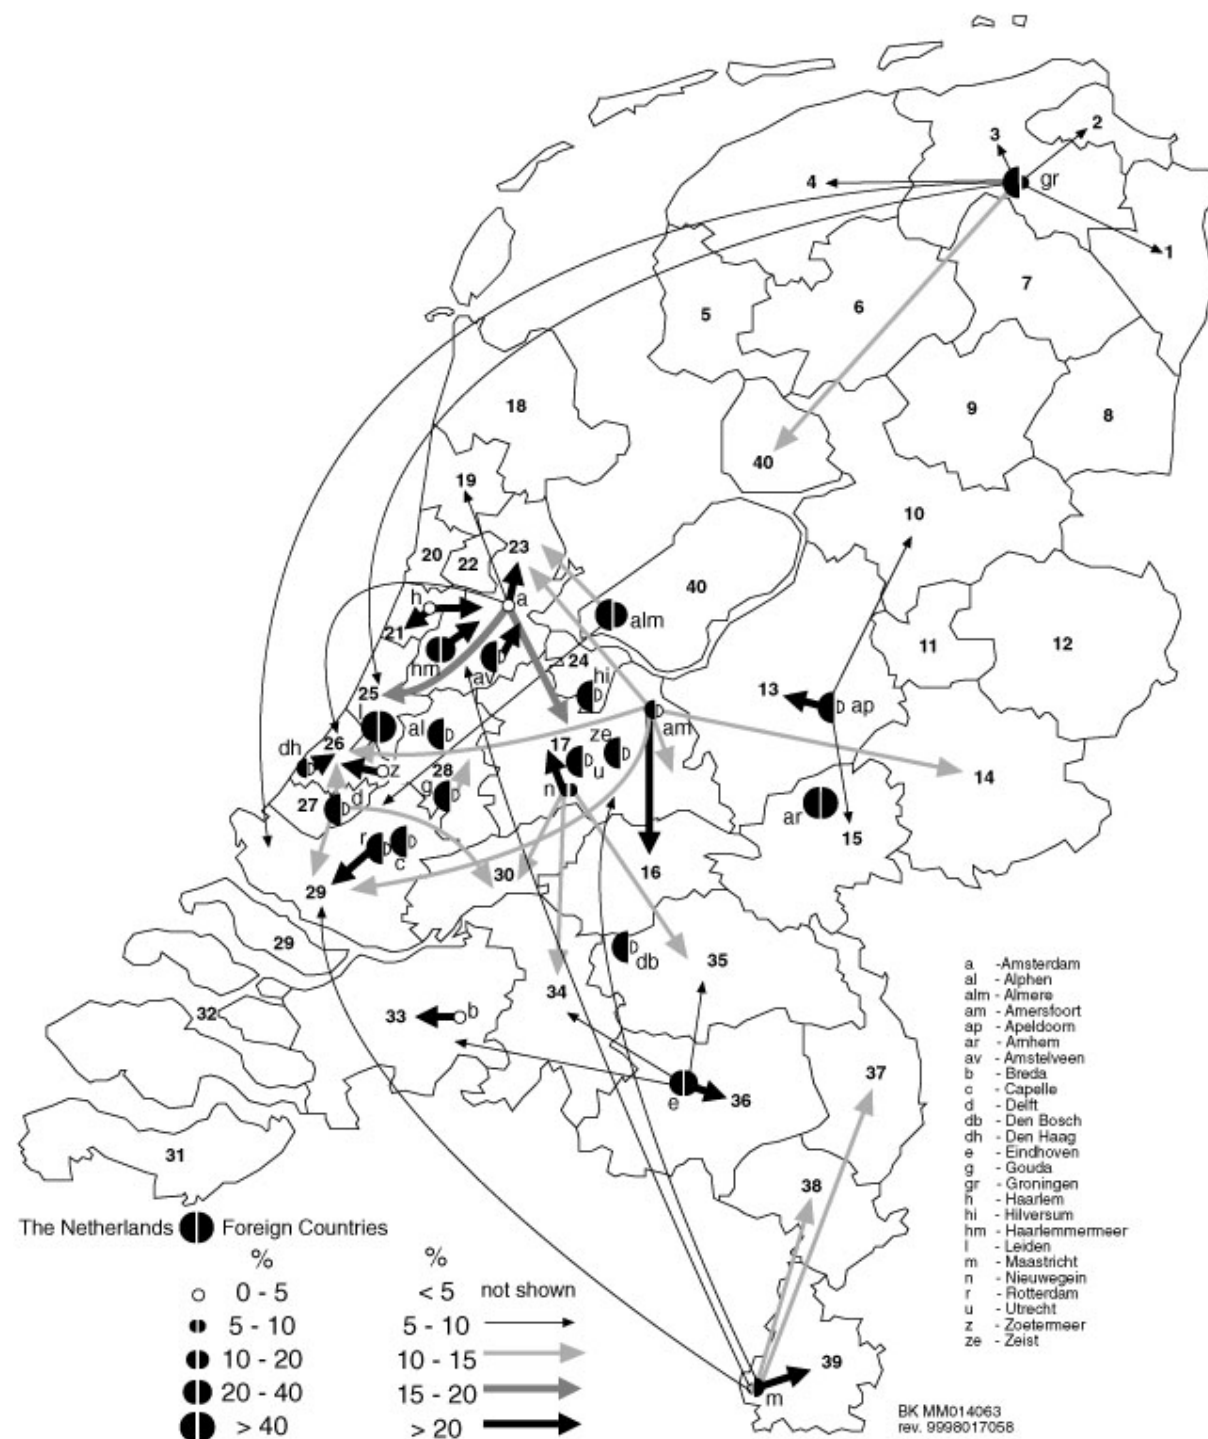 2
3
gr
4
1
7
6
5
18
9
8
40
19
10
23
20
22
40
h
a
alm
21
11
12
hm
av
24
hi
13
25
l
ap
am
al
ze
dh
26
17
14
z
28
u
g
n
27
d
ar
r
c
15
30
16
29
29
db
35
34
32
33
b
37
e
36
31
38
39
m
a -Amsterdam
al - Alphen
alm - Almere
am - Amersfoort
ap - Apeldoorn
ar - Arnhem
av - Amstelveen
b - Breda
c - Capelle
d - Delft
db - Den Bosch
dh - Den Haag
e - Eindhoven
g - Gouda
gr - Groningen
h - Haarlem
hi - Hilversum
hm - Haarlemmermeer
l - Leiden
m - Maastricht
n - Nieuwegein
r - Rotterdam
u - Utrecht
z - Zoetermeer
ze - Zeist
The Netherlands Foreign Countries
% %
0 - 5 < 5 not shown
5 - 10 5 - 10
10 - 20 10 - 15
20 - 40 15 - 20
> 40 > 20
BK MM014063
rev. 9998017058